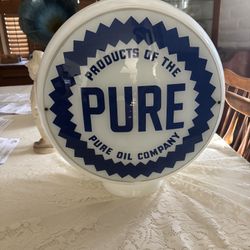 PRODUCTS OF THE
PURE
PURE OIL COMPANY